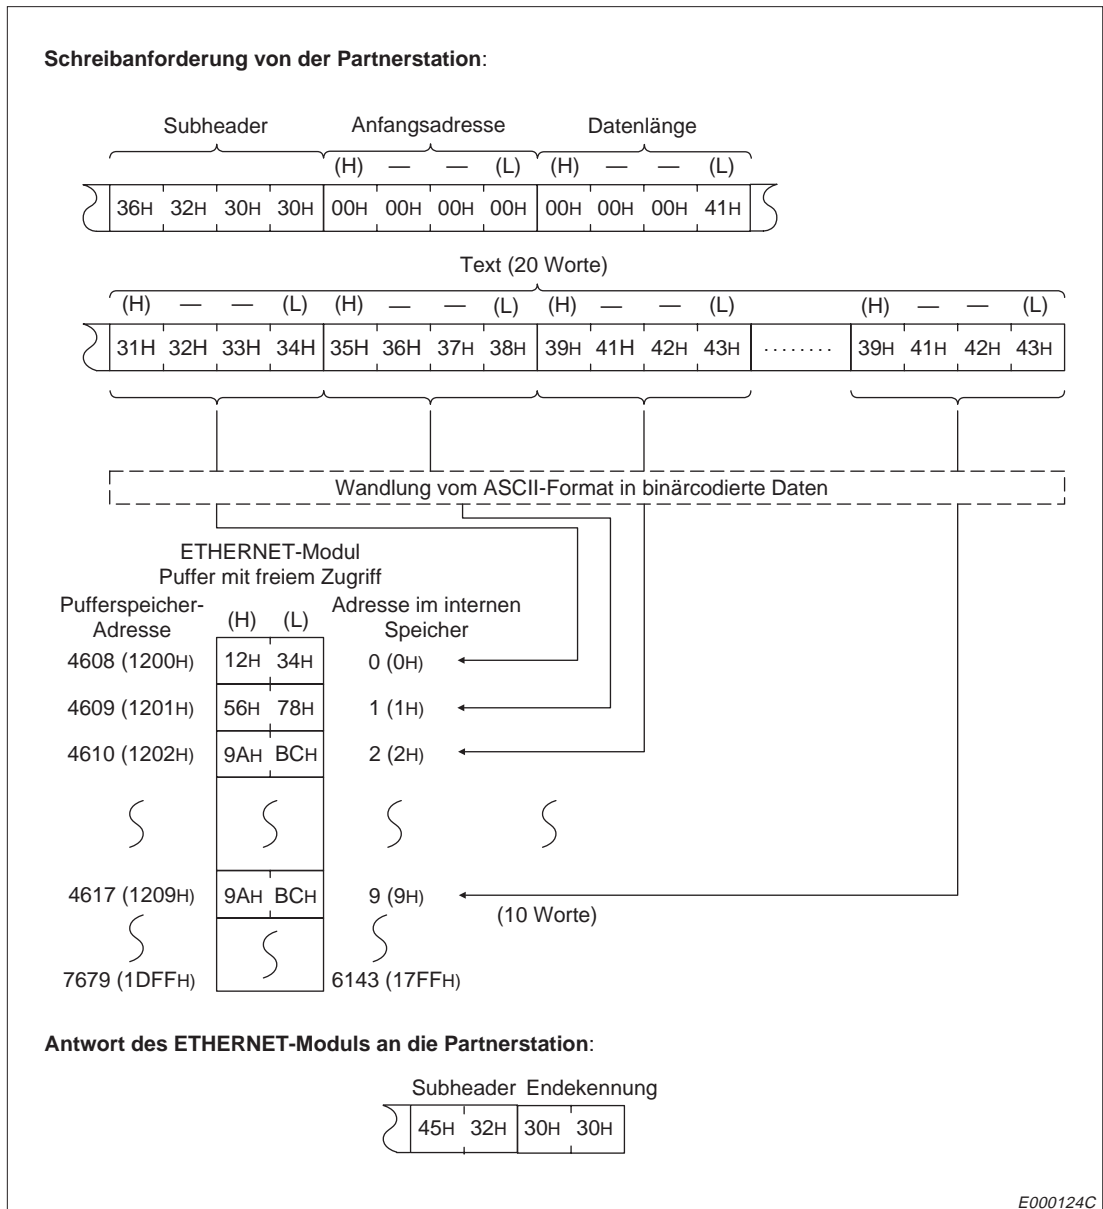 Schreibanforderung von der Partnerstation:
Subheader Anfangsadresse Datenlänge
(H) — — (L) (H) — — (L)
36H 32H 30H 30H 00H 00H 00H 00H 00H 00H 00H 41H
Text (20 Worte)
(H) — — (L) (H) — — (L) (H) — — (L) (H) — — (L)
31H 32H 33H 34H 35H 36H 37H 38H 39H 41H 42H 43H ........ 39H 41H 42H 43H
Wandlung vom ASCII-Format in binärcodierte Daten
ETHERNET-Modul
Puffer mit freiem Zugriff
Pufferspeicher-Adresse (H) (L) Adresse im internen Speicher
4608 (1200H) 12H 34H 0 (0H)
4609 (1201H) 56H 78H 1 (1H)
4610 (1202H) 9AH BCH 2 (2H)
4617 (1209H) 9AH BCH 9 (9H)
(10 Worte)
7679 (1DFFH) 6143 (17FFH)
Antwort des ETHERNET-Moduls an die Partnerstation:
Subheader Endekennung
45H 32H 30H 30H
E000124C